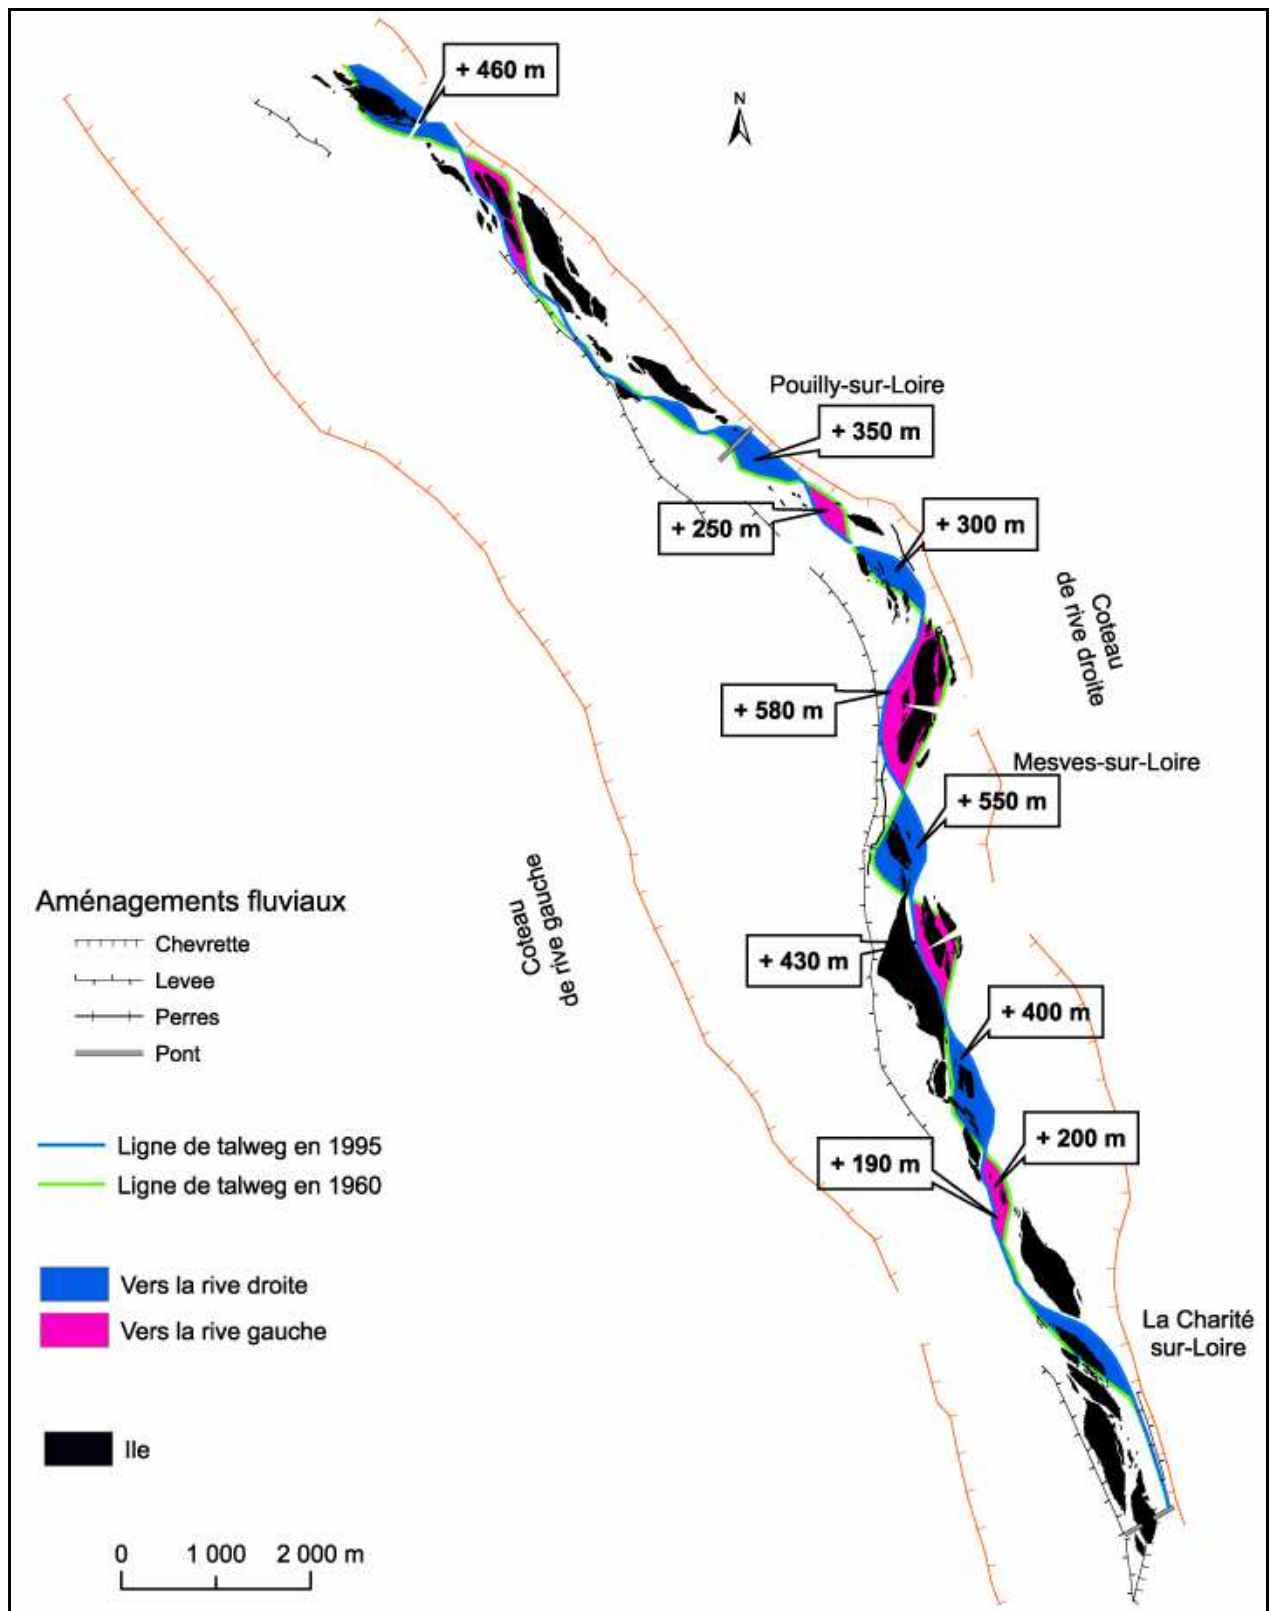 + 460 m
N
Pouilly-sur-Loire
+ 350 m
+ 250 m
+ 300 m
Coteau
de rive droite
+ 580 m
Mesves-sur-Loire
+ 550 m
Coteau
de rive gauche
+ 430 m
+ 400 m
+ 200 m
+ 190 m
La Charité
sur-Loire
Aménagements fluviaux
Chevrette
Levee
Perres
Pont
Ligne de talweg en 1995
Ligne de talweg en 1960
Vers la rive droite
Vers la rive gauche
Ile
0 1 000 2 000 m